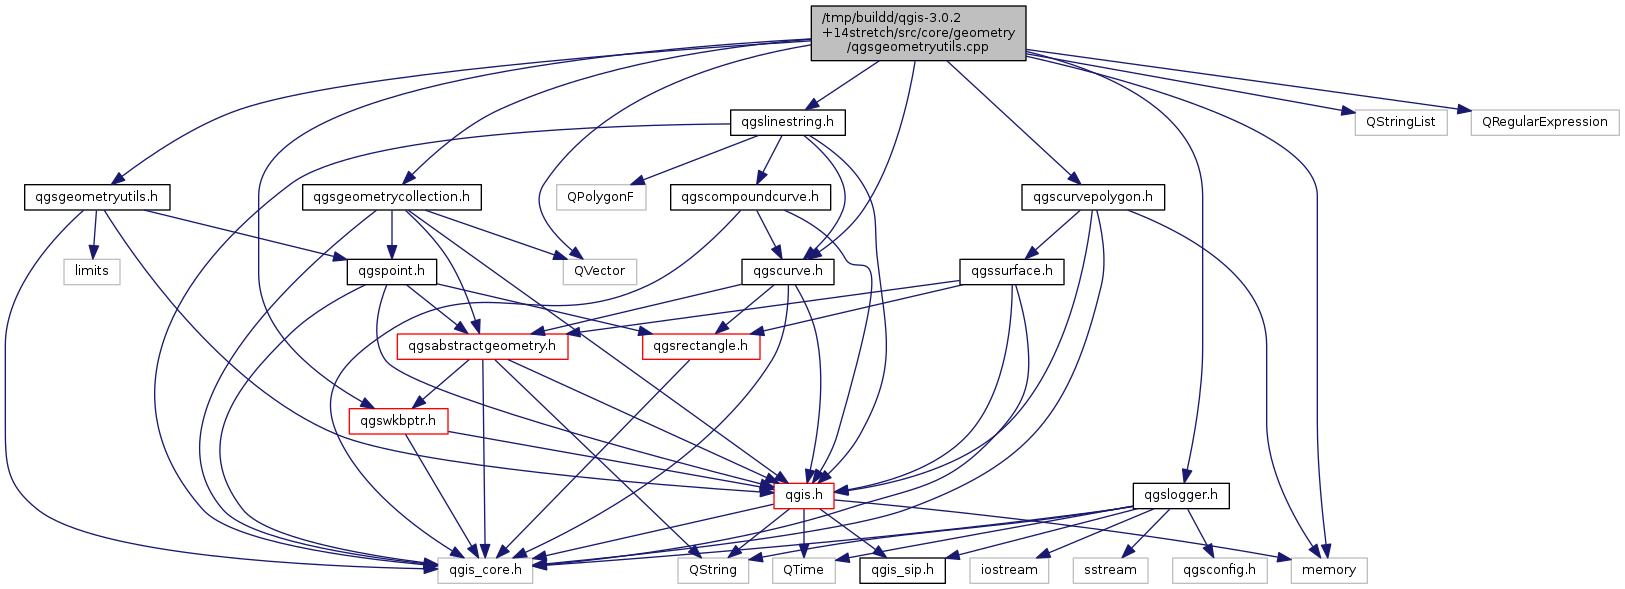 /tmp/buildd/qgis-3.0.2
+14stretch/src/core/geometry
/qgsgeometryutils.cpp
qgslinestring.h
QStringList
QRegularExpression
qgsgeometryutils.h
qgsgeometrycollection.h
QPolygonF
qgscompoundcurve.h
qgscurvepolygon.h
limits
qgspoint.h
QVector
qgscurve.h
qgssurface.h
qgsabstractgeometry.h
qgsrectangle.h
qgswkbptr.h
qgis.h
qgslogger.h
qgis_core.h
QString
QTime
qgis_sip.h
iostream
sstream
qgsconfig.h
memory